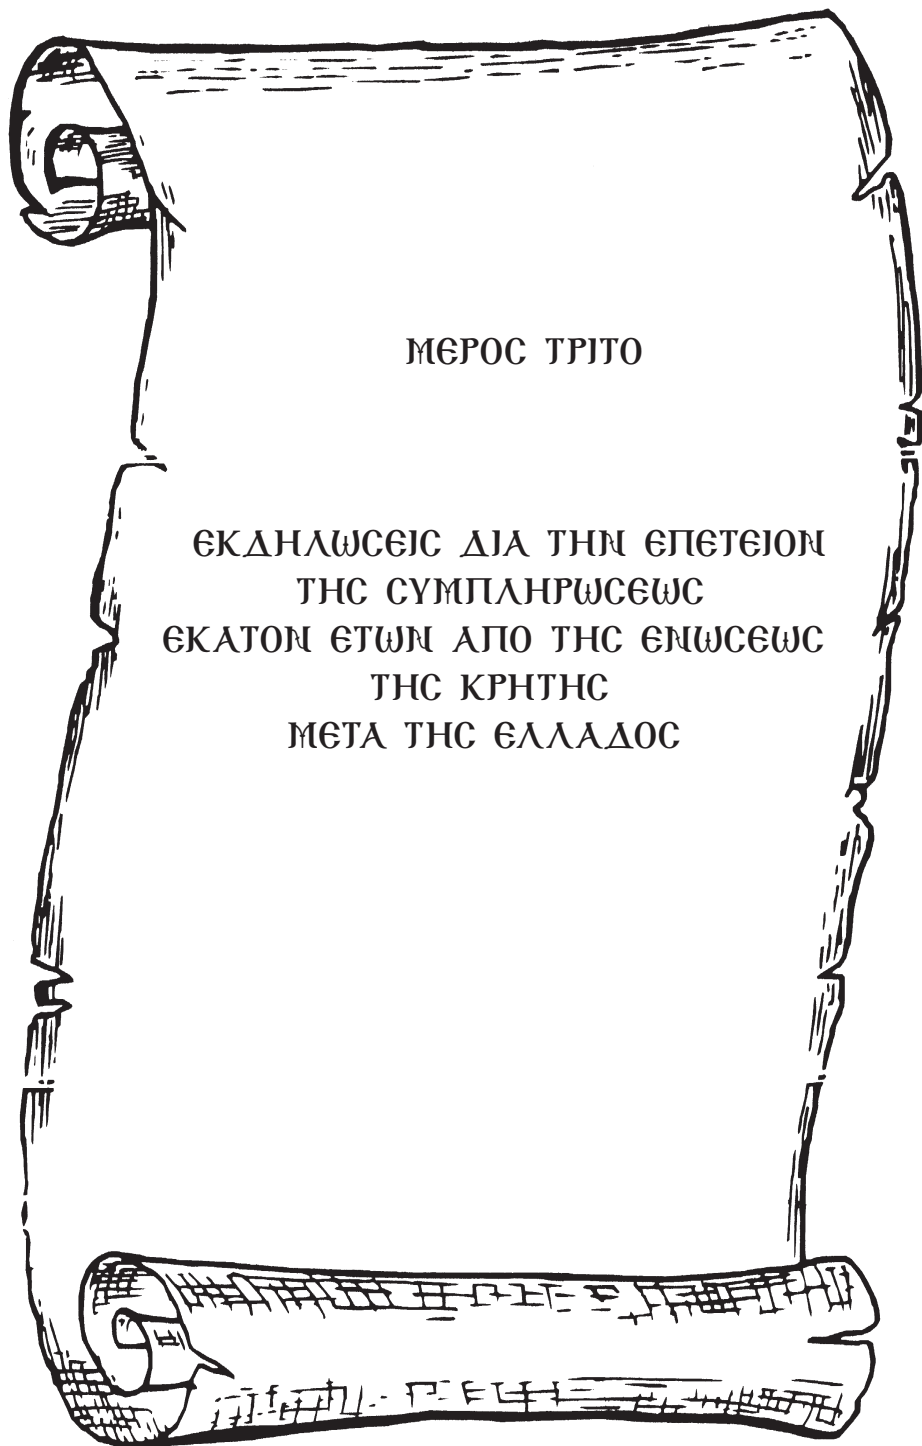 ΜΕΡΟΣ ΤΡΙΤΟ
ΕΚΔΗΛΩΣΕΙΣ ΔΙΑ ΤΗΝ ΕΠΕΤΕΙΟΝ
ΤΗΣ ΣΥΜΠΛΗΡΩΣΕΩΣ
ΕΚΑΤΟΝ ΕΤΩΝ ΑΠΟ ΤΗΣ ΕΝΩΣΕΩΣ
ΤΗΣ ΚΡΗΤΗΣ
ΜΕΤΑ ΤΗΣ ΕΛΛΑΔΟΣ